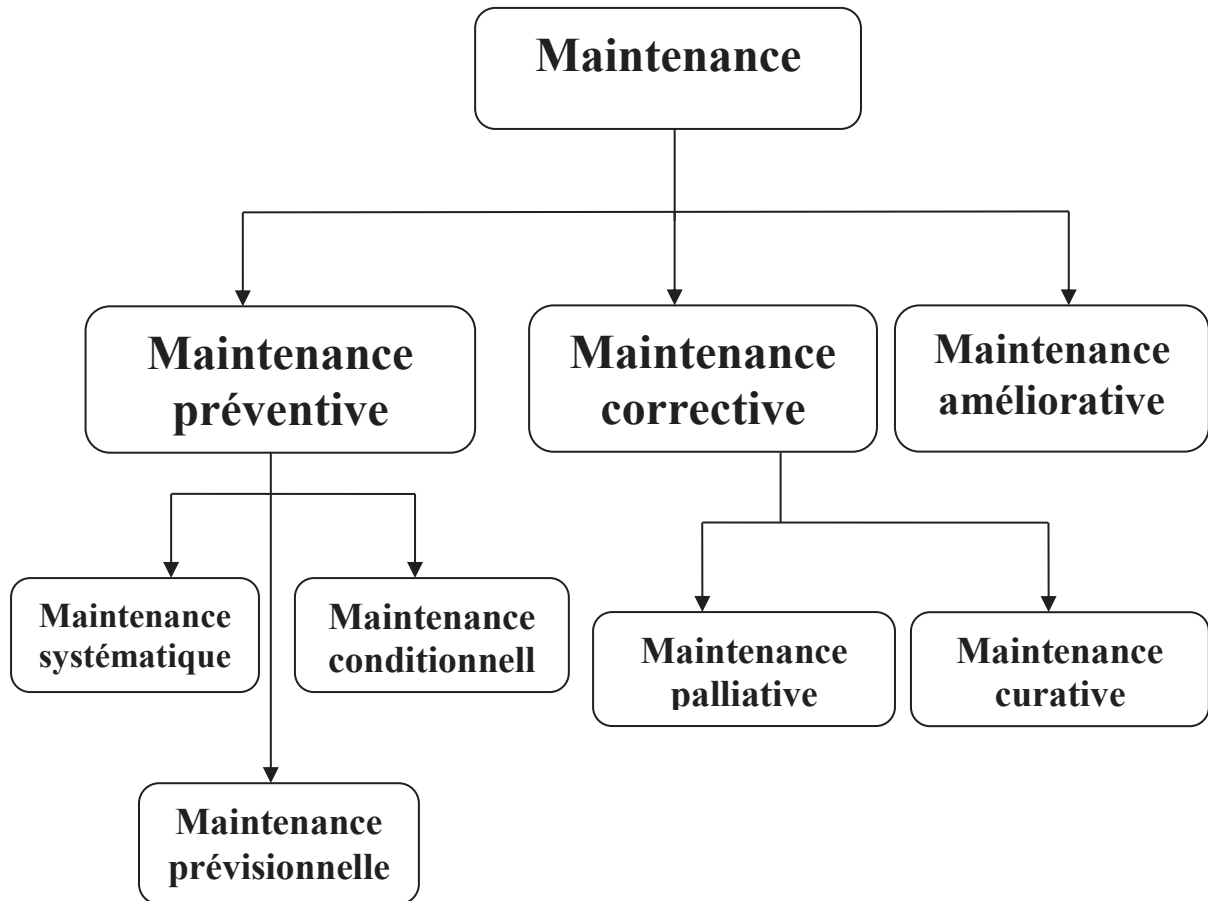 Maintenance
Maintenance
préventive
Maintenance
corrective
Maintenance
améliorative
Maintenance
systématique
Maintenance
conditionnell
Maintenance
palliative
Maintenance
curative
Maintenance
prévisionnelle